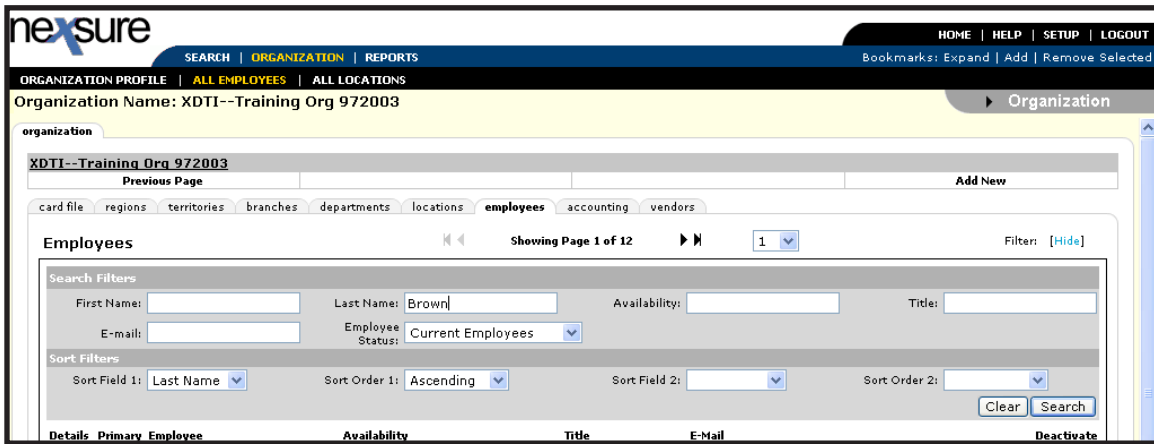 nexsure
HOME | HELP | SETUP | LOGOUT
SEARCH | ORGANIZATION | REPORTS
Bookmarks: Expand | Add | Remove Selected
ORGANIZATION PROFILE | ALL EMPLOYEES | ALL LOCATIONS
Organization Name: XDTI--Training Org 972003
Organization
organization
XDTI--Training Org 972003
Previous Page Add New
card file regions territories branches departments locations employees accounting vendors
Employees Showing Page 1 of 12 1 Filter: [Hide]
Search Filters
First Name: Last Name: Brown Availability: Title:
E-mail: Employee Status: Current Employees
Sort Filters
Sort Field 1: Last Name Sort Order 1: Ascending Sort Field 2: Sort Order 2:
Clear Search
Details Primary Employee Availability Title E-Mail Deactivate